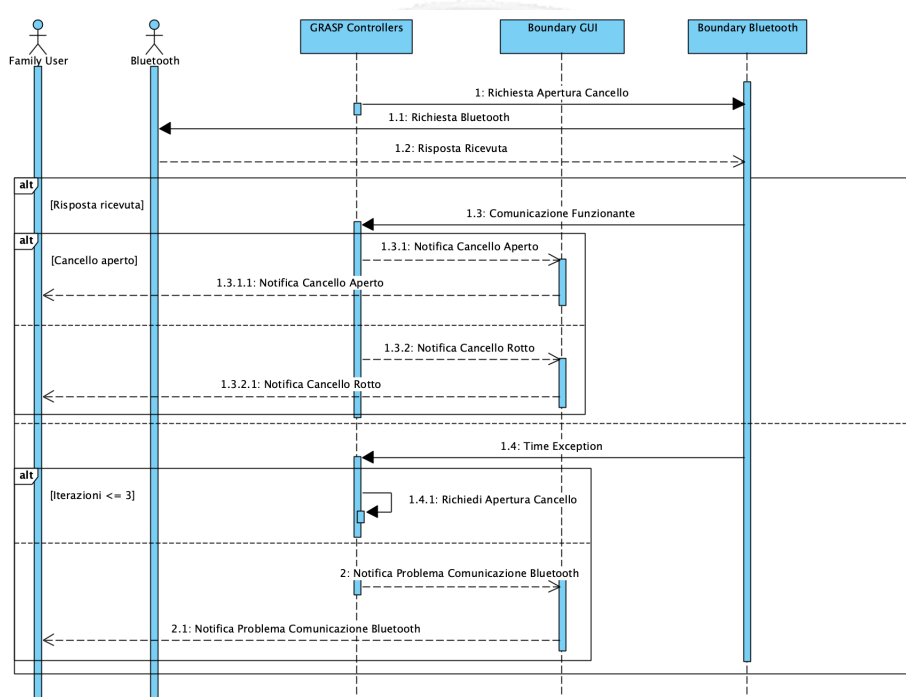 GRASP Controllers
Boundary GUI
Boundary Bluetooth
Family User
Bluetooth
1: Richiesta Apertura Cancello
1.1: Richiesta Bluetooth
1.2: Risposta Ricevuta
alt
[Risposta ricevuta]
1.3: Comunicazione Funzionante
alt
[Cancello aperto]
1.3.1: Notifica Cancello Aperto
1.3.1.1: Notifica Cancello Aperto
1.3.2: Notifica Cancello Rotto
1.3.2.1: Notifica Cancello Rotto
1.4: Time Exception
alt
[Iterazioni <= 3]
1.4.1: Richiedi Apertura Cancello
2: Notifica Problema Comunicazione Bluetooth
2.1: Notifica Problema Comunicazione Bluetooth